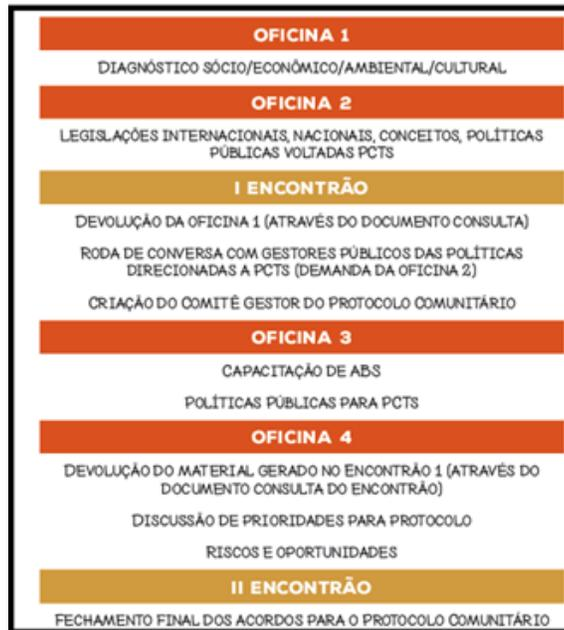 OFICINA 1
DIAGNÓSTICO SÓCIO/ECONÔMICO/AMBIENTAL/CULTURAL
OFICINA 2
LEGISLAÇÕES INTERNACIONAIS, NACIONAIS, CONCEITOS, POLÍTICAS
PÚBLICAS VOLTADAS PCTS
I ENCONTRÃO
DEVOLUÇÃO DA OFICINA 1 (ATRAVÉS DO DOCUMENTO CONSULTA)
RODA DE CONVERSA COM GESTORES PÚBLICOS DAS POLÍTICAS
DIRECIONADAS A PCTS (DEMANDA DA OFICINA 2)
CRIAÇÃO DO COMITÊ GESTOR DO PROTOCOLO COMUNITÁRIO
OFICINA 3
CAPACITAÇÃO DE ABS
POLÍTICAS PÚBLICAS PARA PCTS
OFICINA 4
DEVOLUÇÃO DO MATERIAL GERADO NO ENCONTRÃO 1 (ATRAVÉS DO
DOCUMENTO CONSULTA DO ENCONTRÃO)
DISCUSSÃO DE PRIORIDADES PARA PROTOCOLO
RISCOS E OPORTUNIDADES
II ENCONTRÃO
FECHAMENTO FINAL DOS ACORDOS PARA O PROTOCOLO COMUNITÁRIO